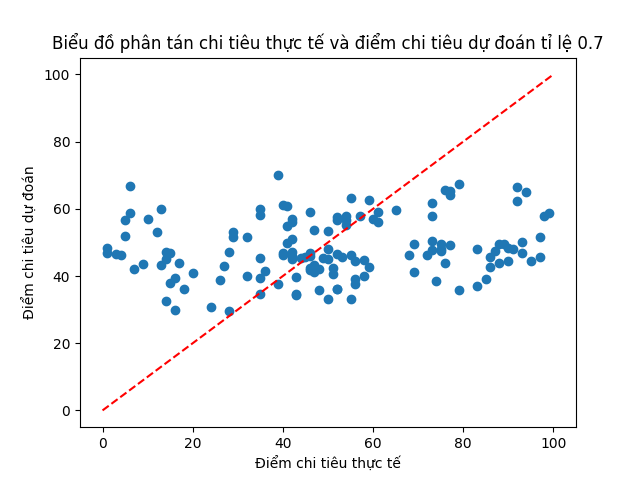 Biểu đồ phân tán chi tiêu thực tế và điểm chi tiêu dự đoán tỉ lệ 0.7
100
80
60
40
20
0
Điểm chi tiêu dự đoán
0 20 40 60 80 100
Điểm chi tiêu thực tế